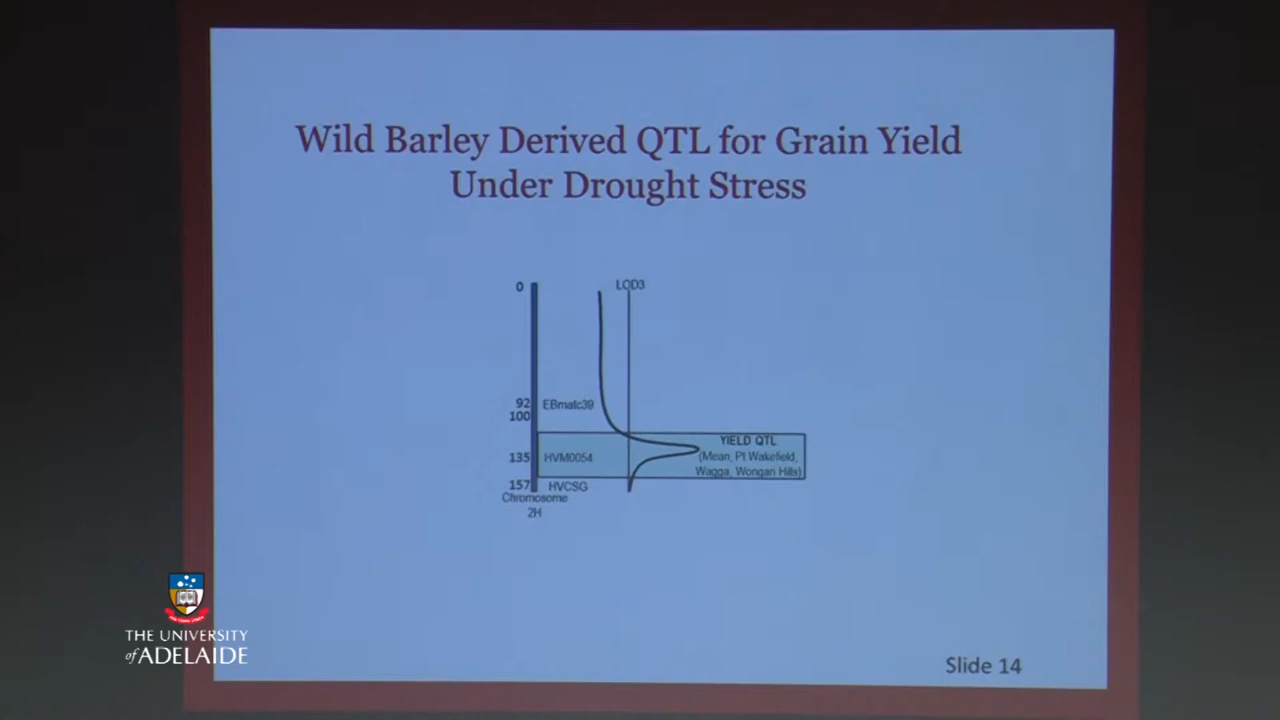 Wild Barley Derived QTL for Grain Yield
Under Drought Stress
0
LOD3
92
EBmatc39
100
YIELD QTL
135
HVM0054
(Mean, Pt Wakefield,
Wagga, Wongan Hills)
157
HVCSG
Chromosome
2H
THE UNIVERSITY
of ADELAIDE
Slide 14